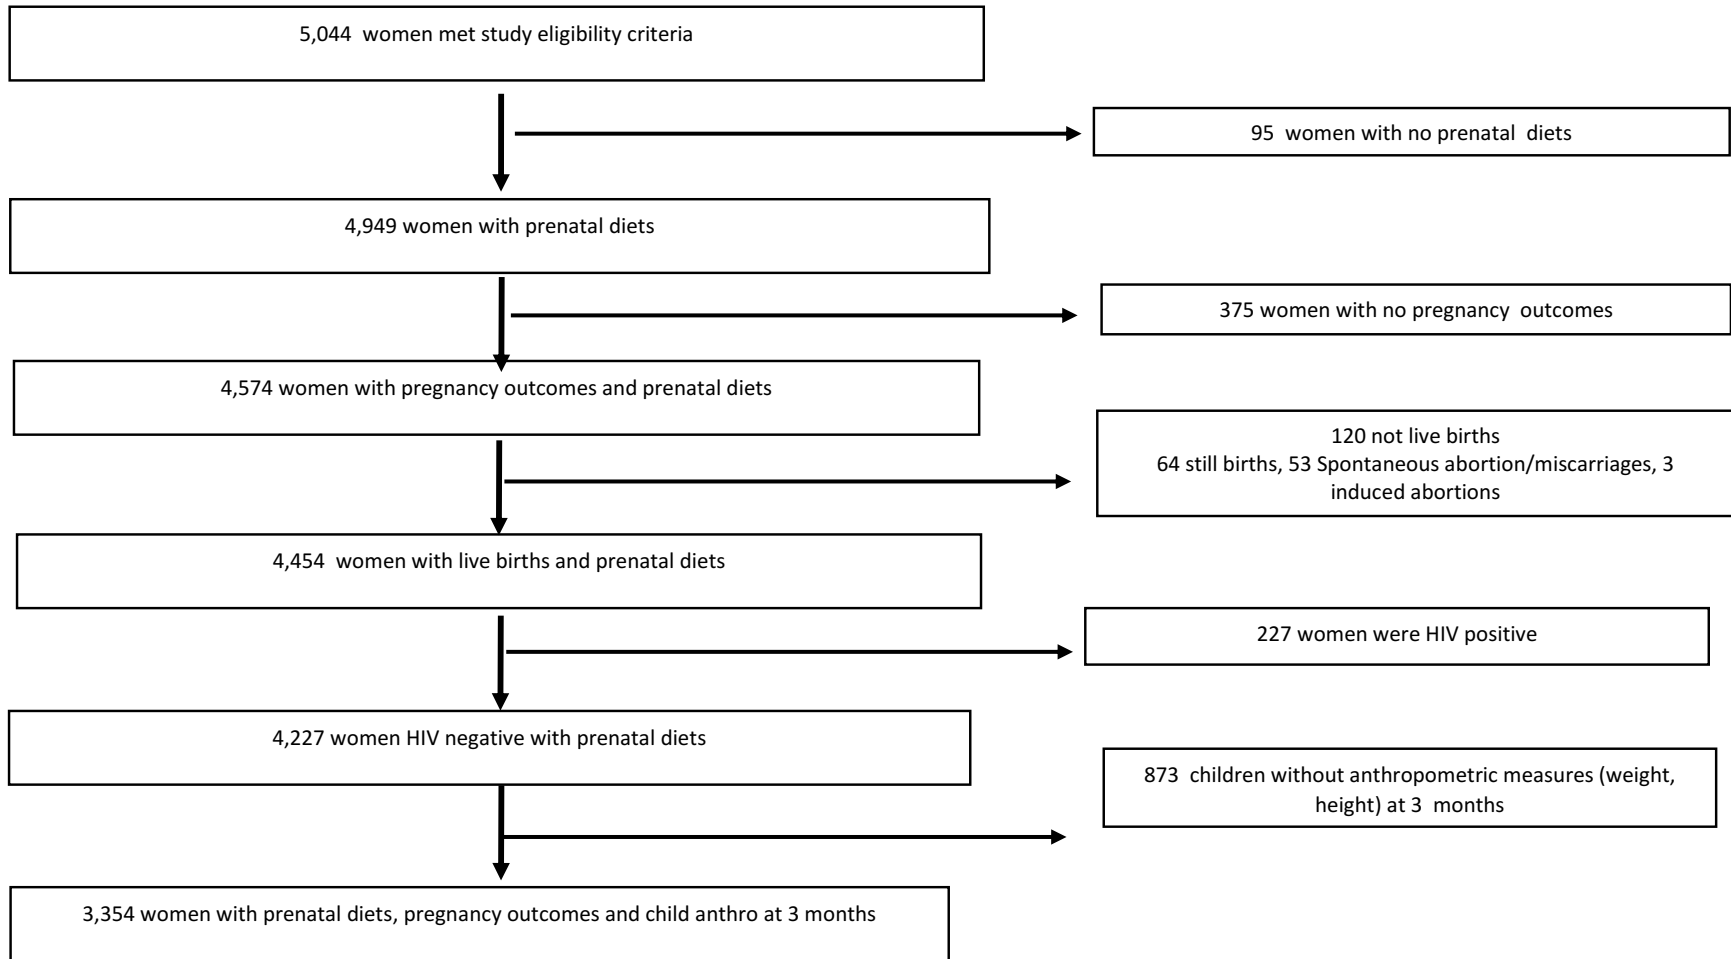 5,044 women met study eligibility criteria
95 women with no prenatal diets
4,949 women with prenatal diets
375 women with no pregnancy outcomes
4,574 women with pregnancy outcomes and prenatal diets
120 not live births
64 still births, 53 Spontaneous abortion/miscarriages, 3
induced abortions
4,454 women with live births and prenatal diets
227 women were HIV positive
4,227 women HIV negative with prenatal diets
873 children without anthropometric measures (weight,
height) at 3 months
3,354 women with prenatal diets, pregnancy outcomes and child anthro at 3 months